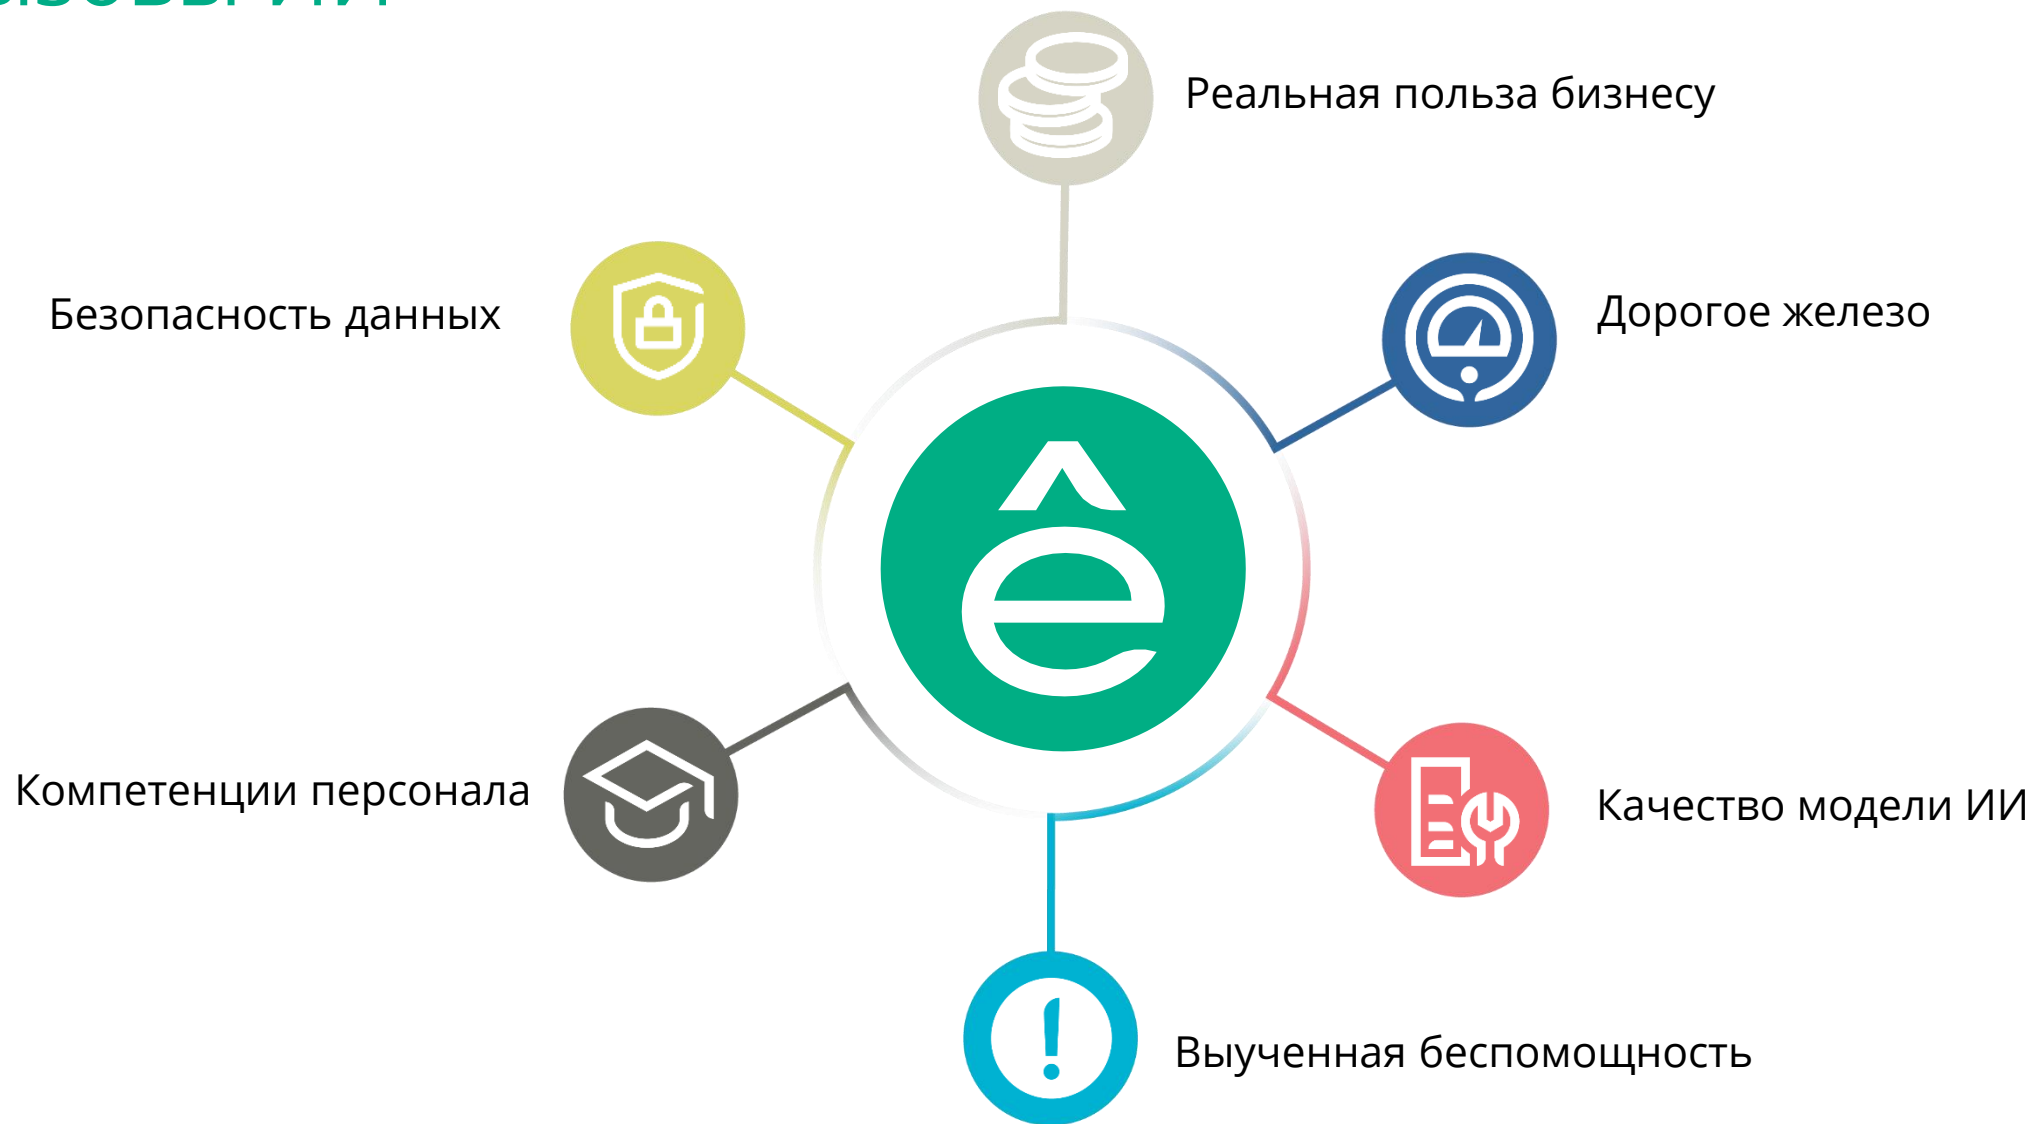 Реальная польза бизнесу
Безопасность данных
Дорогое железо
ê
Компетенции персонала
Качество модели ИИ
Выученная беспомощность